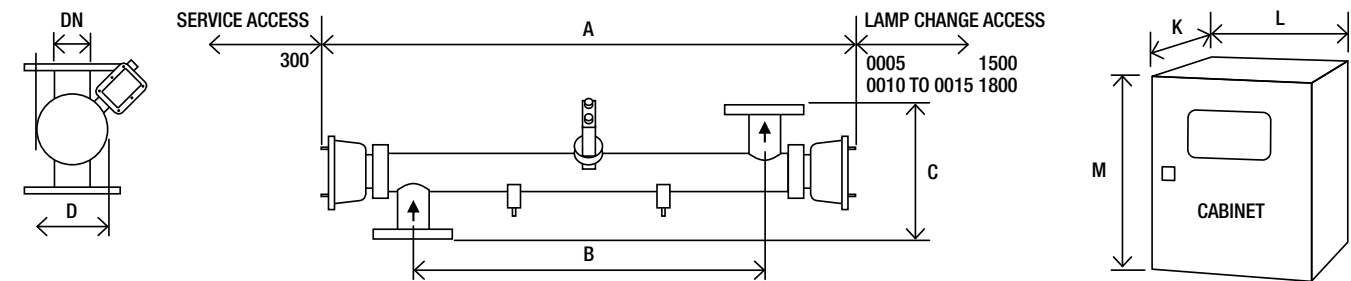 DN
D
SERVICE ACCESS
300
A
LAMP CHANGE ACCESS
0005 1500
0010 TO 0015 1800
C
B
K
L
M
CABINET